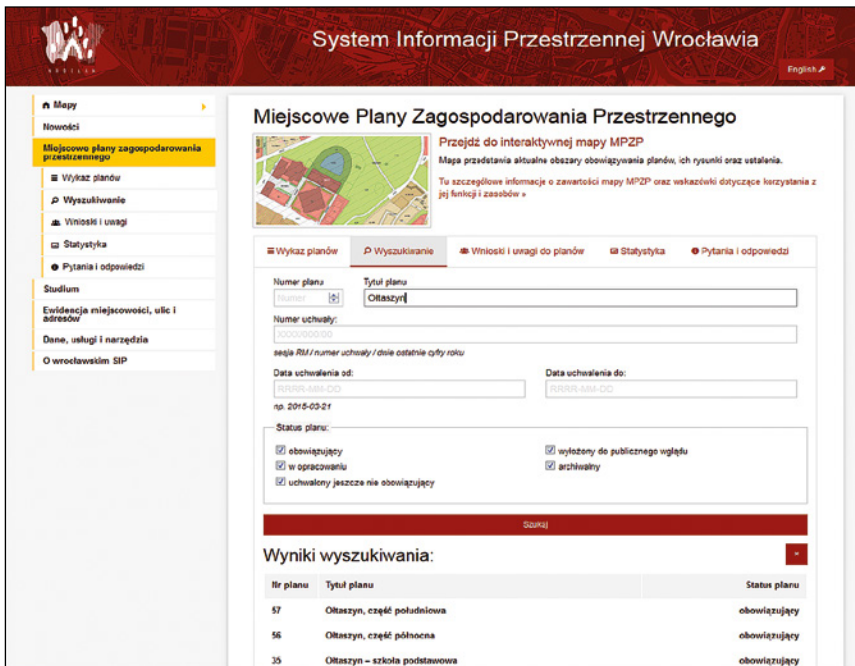 WROCŁAW
System Informacji Przestrzennej Wrocławia
English
Mapy
Nowości
Miejscowe plany zagospodarowania
przestrzennego
Wykaz planów
Wyszukiwanie
Wnioski i uwagi
Statystyka
Pytania i odpowiedzi
Studium
Ewidencja miejscowości, ulic i
adresów
Dane, usługi i narzędzia
O wrocławskim SIP
Miejscowe Plany Zagospodarowania Przestrzennego
Przejdź do interaktywnej mapy MPZP
Mapa przedstawia aktualne obszary obowiązywania planów, ich rysunki oraz ustalenia.
Tu szczegółowe informacje o zawartości mapy MPZP oraz wskazówki dotyczące korzystania z
jej funkcji i zasobów »
Wykaz planów Wyszukiwanie Wnioski i uwagi do planów Statystyka Pytania i odpowiedzi
Numer planu Tytuł planu
Numer Ołtaszyn
Numer uchwały:
XXXX/000/00
sesja RM / numer uchwały / dwie ostatnie cyfry roku
Data uchwalenia od: Data uchwalenia do:
RRRR-MM-DD RRRR-MM-DD
np. 2015-03-21
Status planu:
obowiązujący wyłożony do publicznego wglądu
w opracowaniu archiwalny
uchwalony jeszcze nie obowiązujący
Szukaj
Wyniki wyszukiwania:
Nr planu Tytuł planu Status planu
57 Ołtaszyn, część południowa obowiązujący
56 Ołtaszyn, część północna obowiązujący
35 Ołtaszyn – szkoła podstawowa obowiązujący